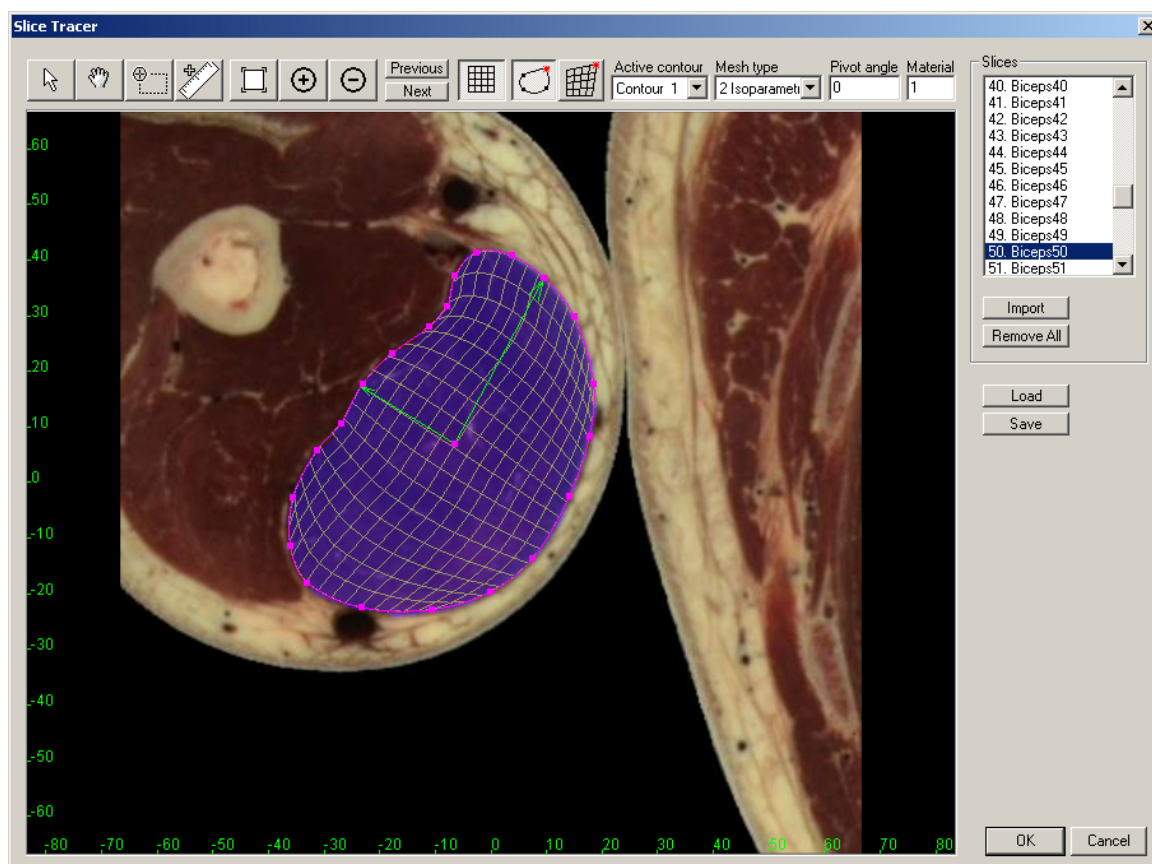 Slice Tracer
Previous
Next
Active contour Mesh type Pivot angle Material
Contour 1 2 Isoparameti 0 1
Slices
40. Biceps40
41. Biceps41
42. Biceps42
43. Biceps43
44. Biceps44
45. Biceps45
46. Biceps46
47. Biceps47
48. Biceps48
49. Biceps49
50. Biceps50
51. Biceps51
Import
Remove All
Load
Save
60
50
40
30
20
10
0
-10
-20
-30
-40
-50
-60
-80 -70 -60 -50 -40 -30 -20 -10 0 10 20 30 40 50 60 70 80
OK Cancel